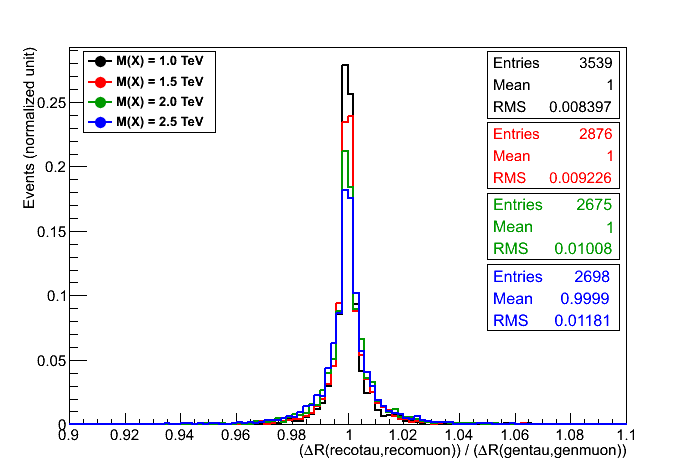 M(X) = 1.0 TeV
M(X) = 1.5 TeV
M(X) = 2.0 TeV
M(X) = 2.5 TeV
Entries 3539
Mean 1
RMS 0.008397
Entries 2876
Mean 1
RMS 0.009226
Entries 2675
Mean 1
RMS 0.01008
Entries 2698
Mean 0.9999
RMS 0.01181
Events (normalized unit)
0.25
0.2
0.15
0.1
0.05
0
0.9 0.92 0.94 0.96 0.98 1 1.02 1.04 1.06 1.08 1.1
(ΔR(recotau,recomuon)) / (ΔR(gentau,genmuon))